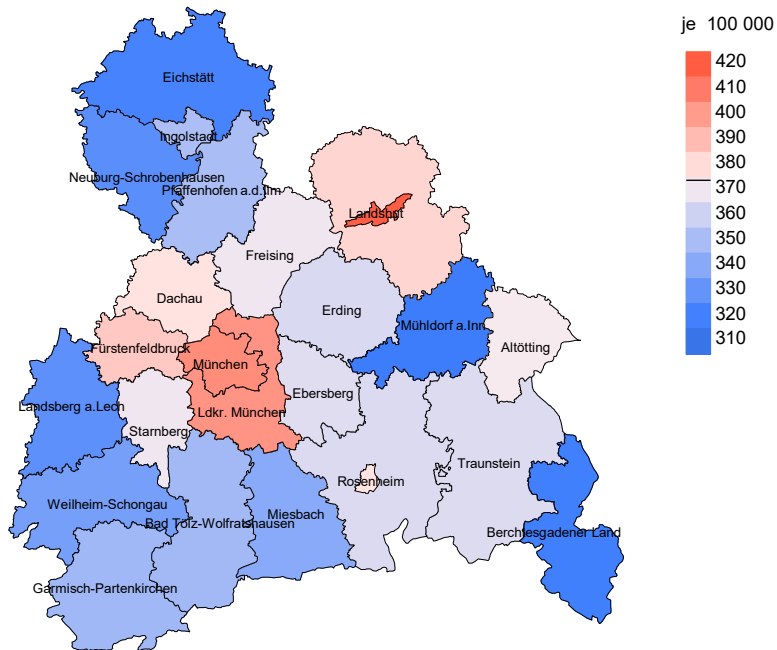 je 100 000
420
410
400
390
380
370
360
350
340
330
320
310
Eichstätt
Ingolstadt
Neuburg-Schrobenhausen
Pfaffenhofen a.d.Ilm
Landshut
Freising
Dachau
Erding
Mühldorf a.Inn
Altötting
Fürstenfeldbruck
München
Ebersberg
Landsberg a.Lech
Ldkr. München
Starnberg
Traunstein
Rosenheim
Weilheim-Schongau
Miesbach
Bad Tölz-Wolfratshausen
Berchtesgadener Land
Garmisch-Partenkirchen